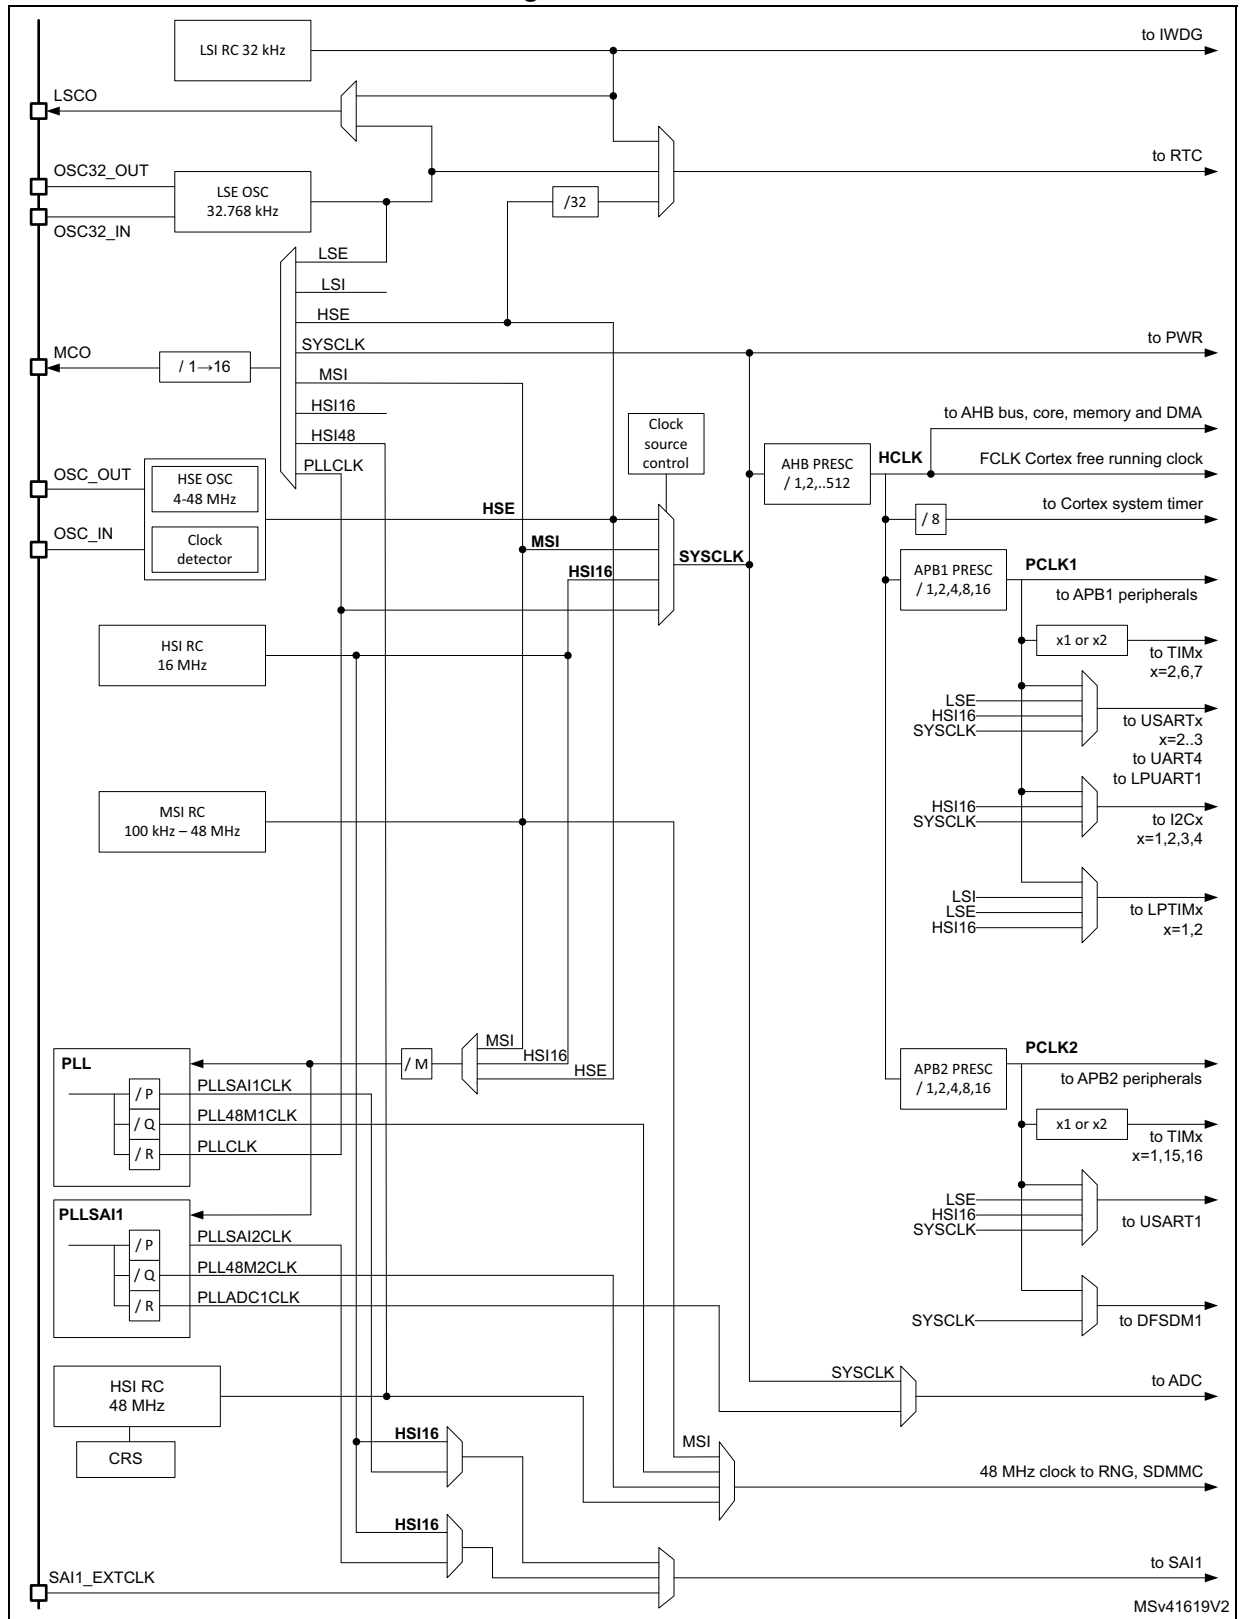 LSI RC 32 kHz
to IWDG
LSCO
OSC32_OUT
to RTC
LSE OSC
32.768 kHz
/32
OSC32_IN
LSE
LSI
HSE
SYSCLK
to PWR
MCO
/ 1→16
MSI
HSI16
HSI48
PLLCLK
Clock
source
control
to AHB bus, core, memory and DMA
OSC_OUT
HSE OSC
4-48 MHz
AHB PRESC
/ 1,2,..512
HCLK
FCLK Cortex free running clock
HSE
to Cortex system timer
/ 8
OSC_IN
Clock
detector
MSI
SYSCLK
HSI16
APB1 PRESC
/ 1,2,4,8,16
PCLK1
to APB1 peripherals
HSI RC
16 MHz
x1 or x2
to TIMx
x=2,6,7
LSE
HSI16
SYSCLK
to USARTx
x=2..3
to UART4
to LPUART1
MSI RC
100 kHz – 48 MHz
HSI16
SYSCLK
to I2Cx
x=1,2,3,4
LSI
LSE
HSI16
to LPTIMx
x=1,2
MSI
HSI16
HSE
/ M
PLL
/ P
PLLSAI1CLK
/ Q
PLL48M1CLK
/ R
PLLCLK
APB2 PRESC
/ 1,2,4,8,16
PCLK2
to APB2 peripherals
x1 or x2
to TIMx
x=1,15,16
LSE
HSI16
SYSCLK
to USART1
PLLSAI1
/ P
PLLSAI2CLK
/ Q
PLL48M2CLK
/ R
PLLADC1CLK
SYSCLK
to DFSDM1
HSI RC
48 MHz
SYSCLK
to ADC
CRS
HSI16
MSI
48 MHz clock to RNG, SDMMC
HSI16
SAI1_EXTCLK
to SAI1
MSv41619V2